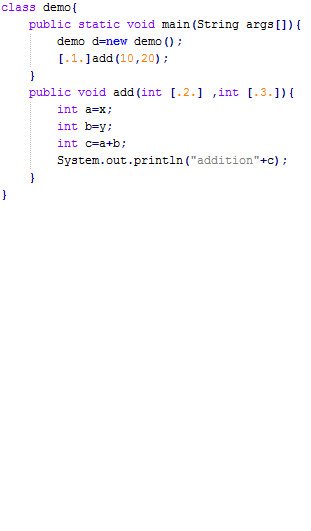 class demo{
public static void main(String args[]){
demo d=new demo();
[.1.]add(10,20);
}
public void add(int [.2.] ,int [.3.]){
int a=x;
int b=y;
int c=a+b;
System.out.println("addition"+c);
}
}